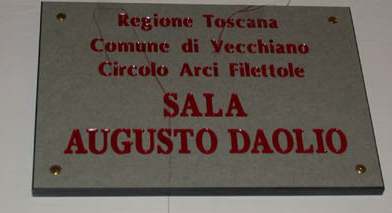 Regione Toscana
Comune di Vecchiano
Circolo Arci Filettole
SALA
AUGUSTO DAOLIO